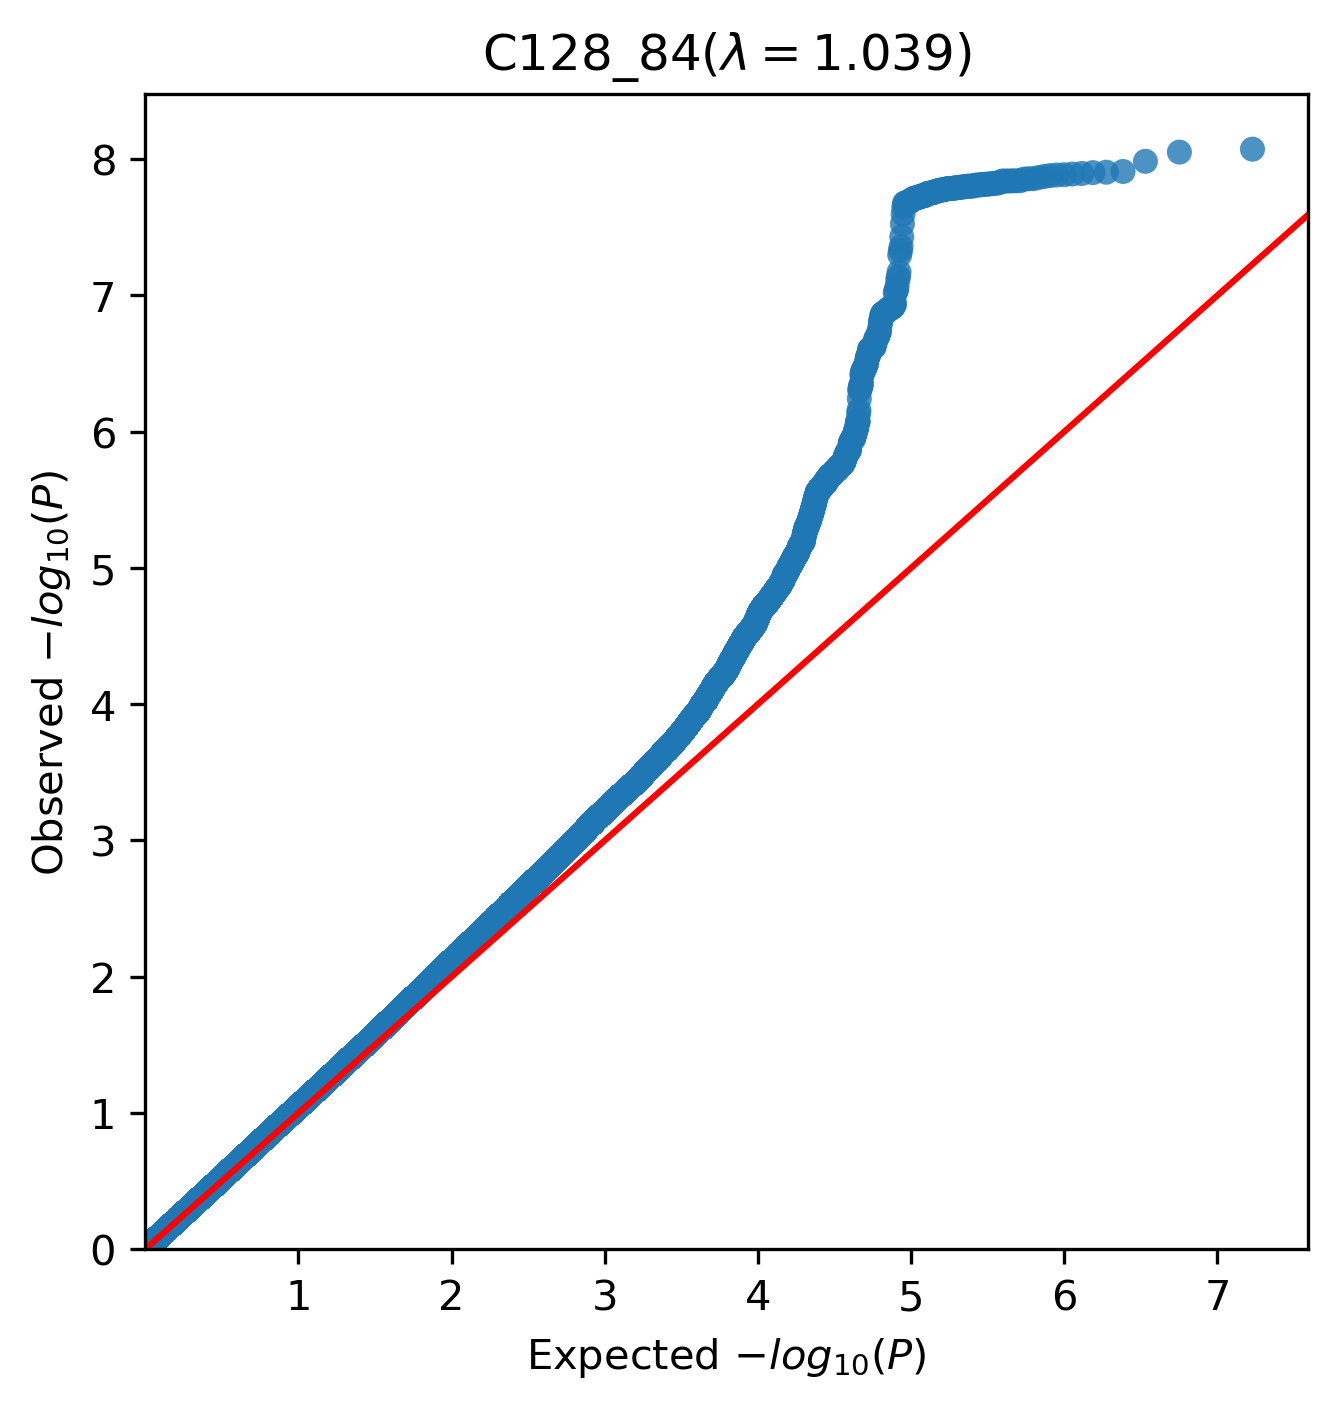 C128_84(λ = 1.039)
8
7
6
5
4
3
2
1
0
Observed −log₁₀(P)
1 2 3 4 5 6 7
Expected −log₁₀(P)